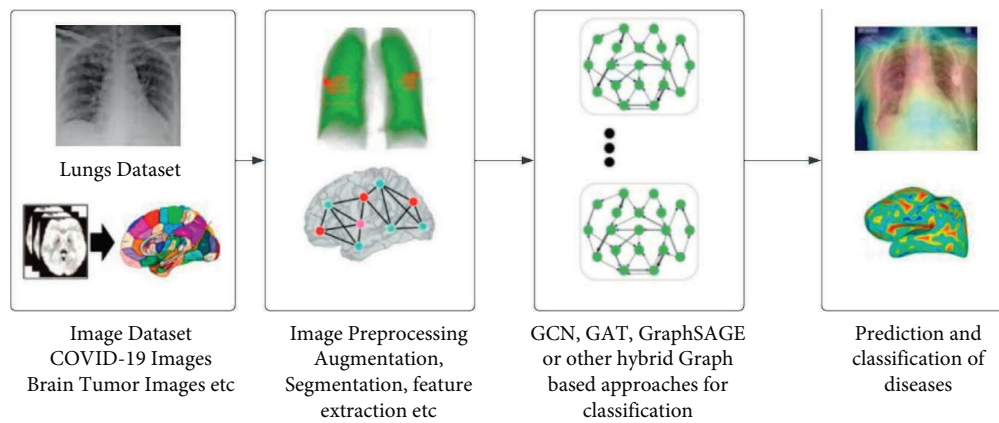 Lungs Dataset
Image Dataset
COVID-19 Images
Brain Tumor Images etc
Image Preprocessing
Augmentation,
Segmentation, feature
extraction etc
GCN, GAT, GraphSAGE
or other hybrid Graph
based approaches for
classification
Prediction and
classification of
diseases